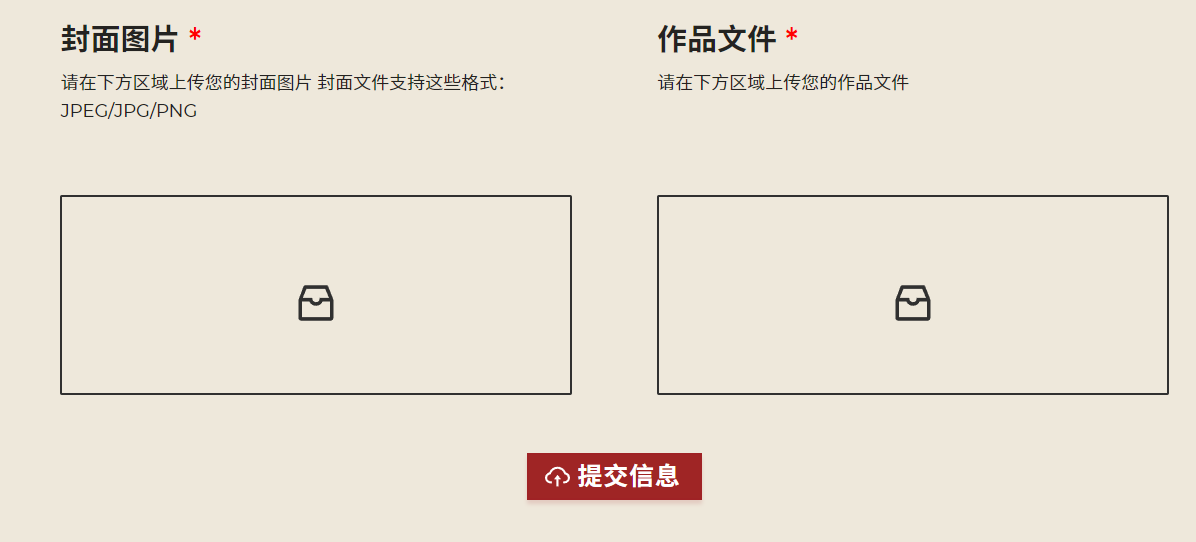 封面图片 *
请在下方区域上传您的封面图片 封面文件支持这些格式：
JPEG/JPG/PNG
作品文件 *
请在下方区域上传您的作品文件
提交信息